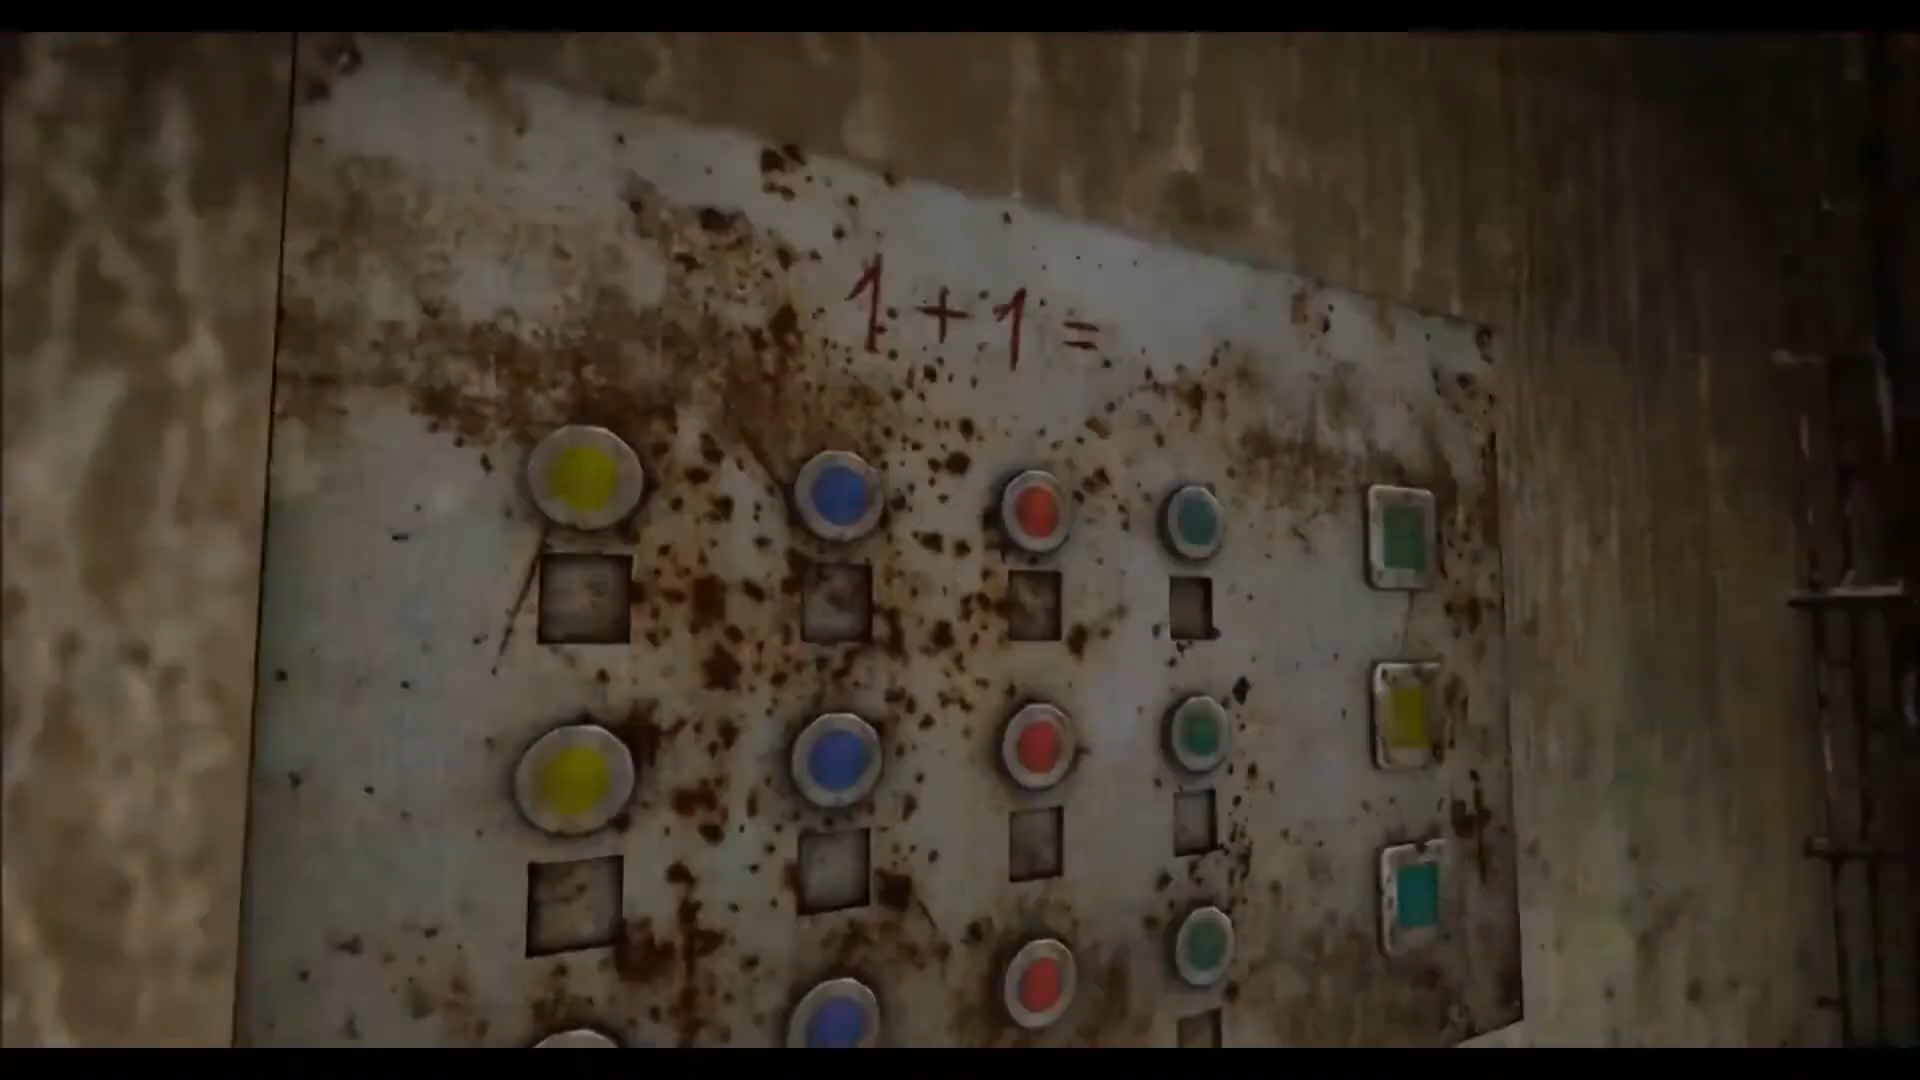 1 + 1 =